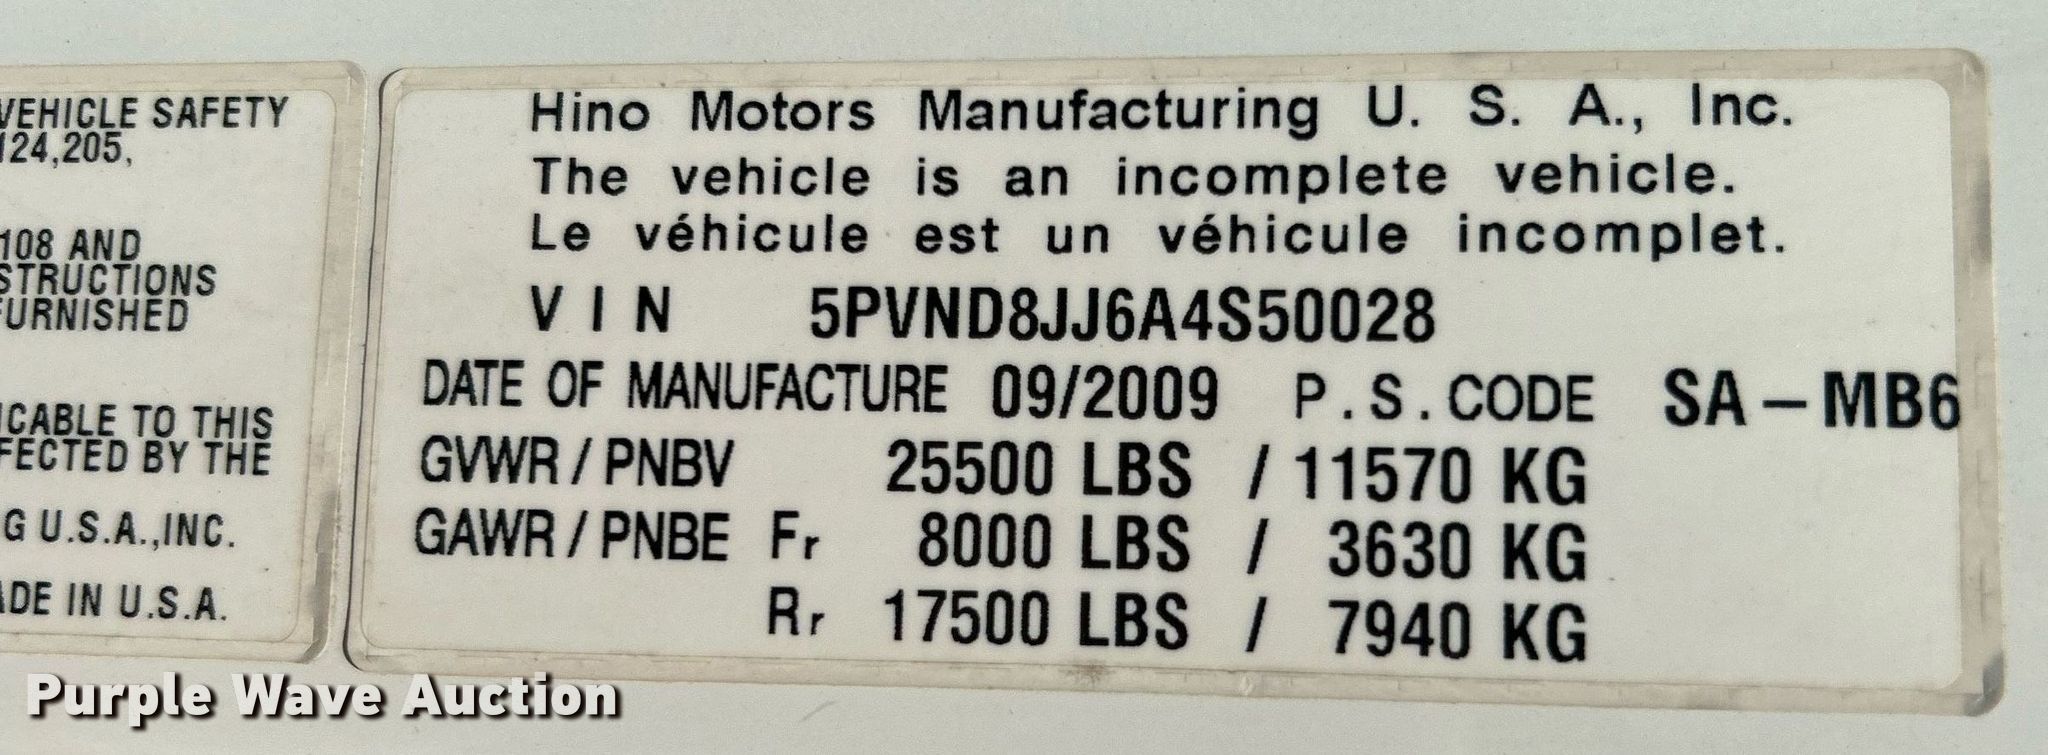 VEHICLE SAFETY
124,205,
108 AND
STRUCTIONS
FURNISHED
ICABLE TO THIS
FECTED BY THE
G U.S.A.,INC.
ADE IN U.S.A.
Hino Motors Manufacturing U. S. A., Inc.
The vehicle is an incomplete vehicle.
Le véhicule est un véhicule incomplet.
VIN 5PVND8JJ6A4S50028
DATE OF MANUFACTURE 09/2009 P.S.CODE SA-MB6
GVWR/PNBV 25500 LBS / 11570 KG
GAWR/PNBE Fr 8000 LBS / 3630 KG
Rr 17500 LBS / 7940 KG
Purple Wave Auction